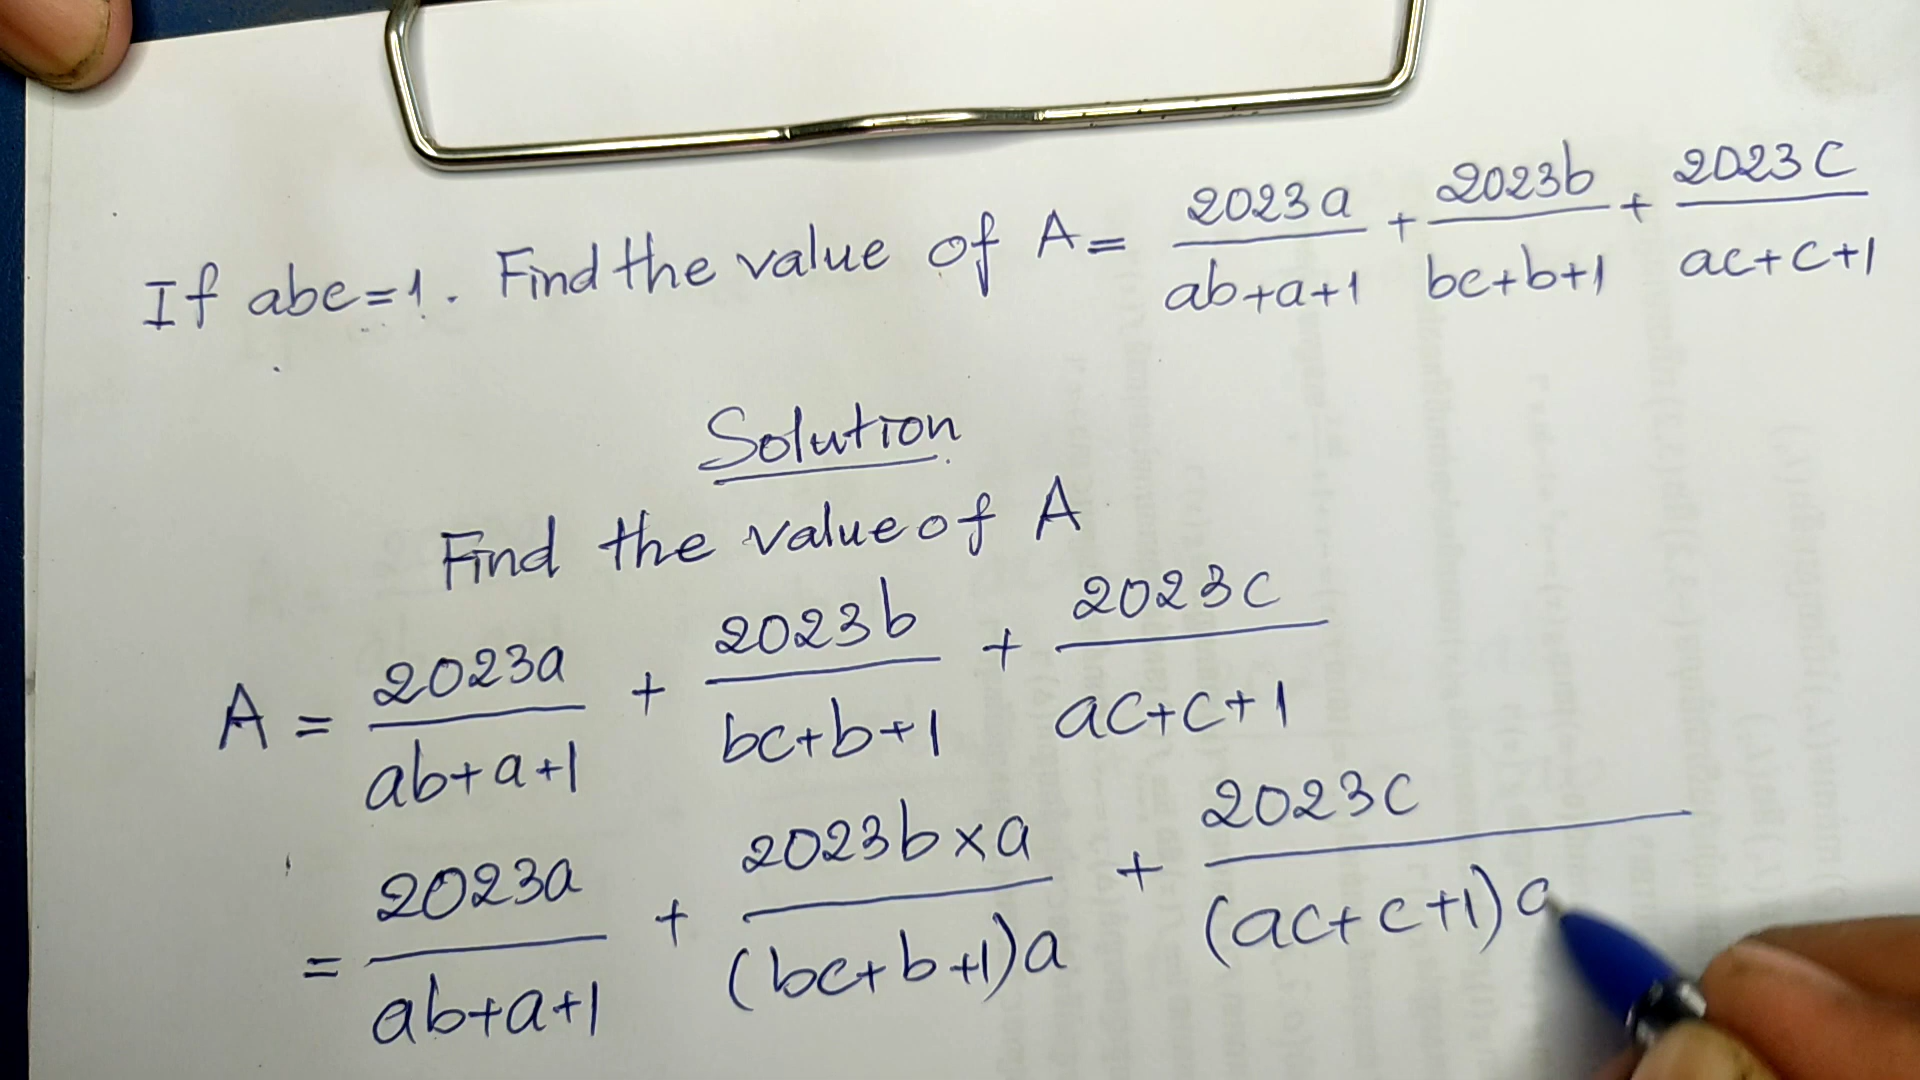 If abc=1. Find the value of A= 2023a/ab+a+1 + 2023b/bc+b+1 + 2023c/ac+c+1
Solution
Find the value of A
A = 2023a/ab+a+1 + 2023b/bc+b+1 + 2023c/ac+c+1
= 2023a/ab+a+1 + 2023b×a/(bc+b+1)a + 2023c/(ac+c+1)a